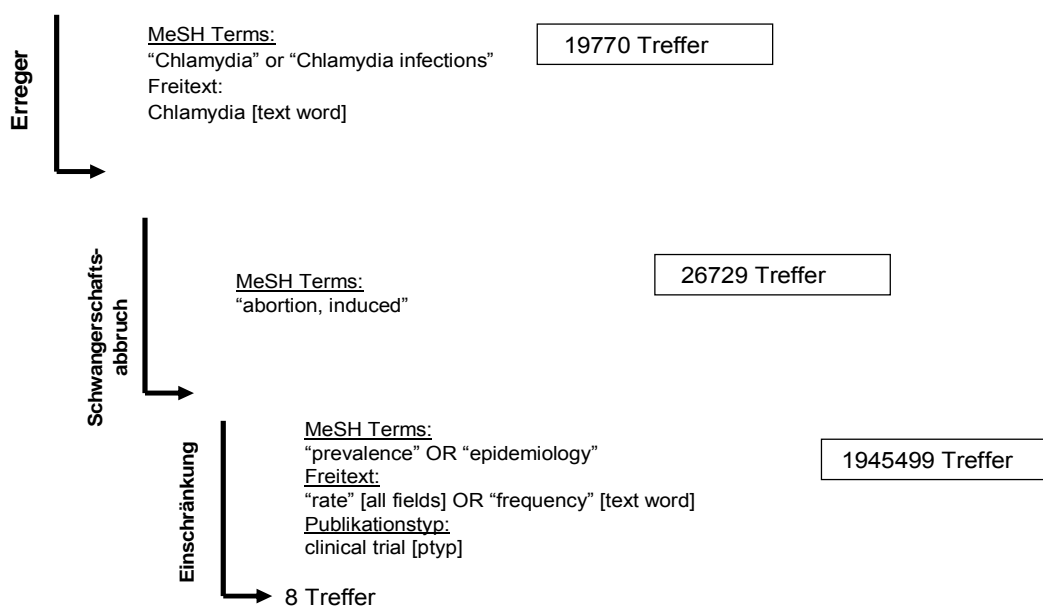 Erreger
MeSH Terms:
“Chlamydia” or “Chlamydia infections”
Freitext:
Chlamydia [text word]
19770 Treffer
Schwangerschafts-
abbruch
MeSH Terms:
“abortion, induced”
26729 Treffer
Einschränkung
MeSH Terms:
“prevalence” OR “epidemiology”
Freitext:
“rate” [all fields] OR “frequency” [text word]
Publikationstyp:
clinical trial [ptyp]
1945499 Treffer
8 Treffer